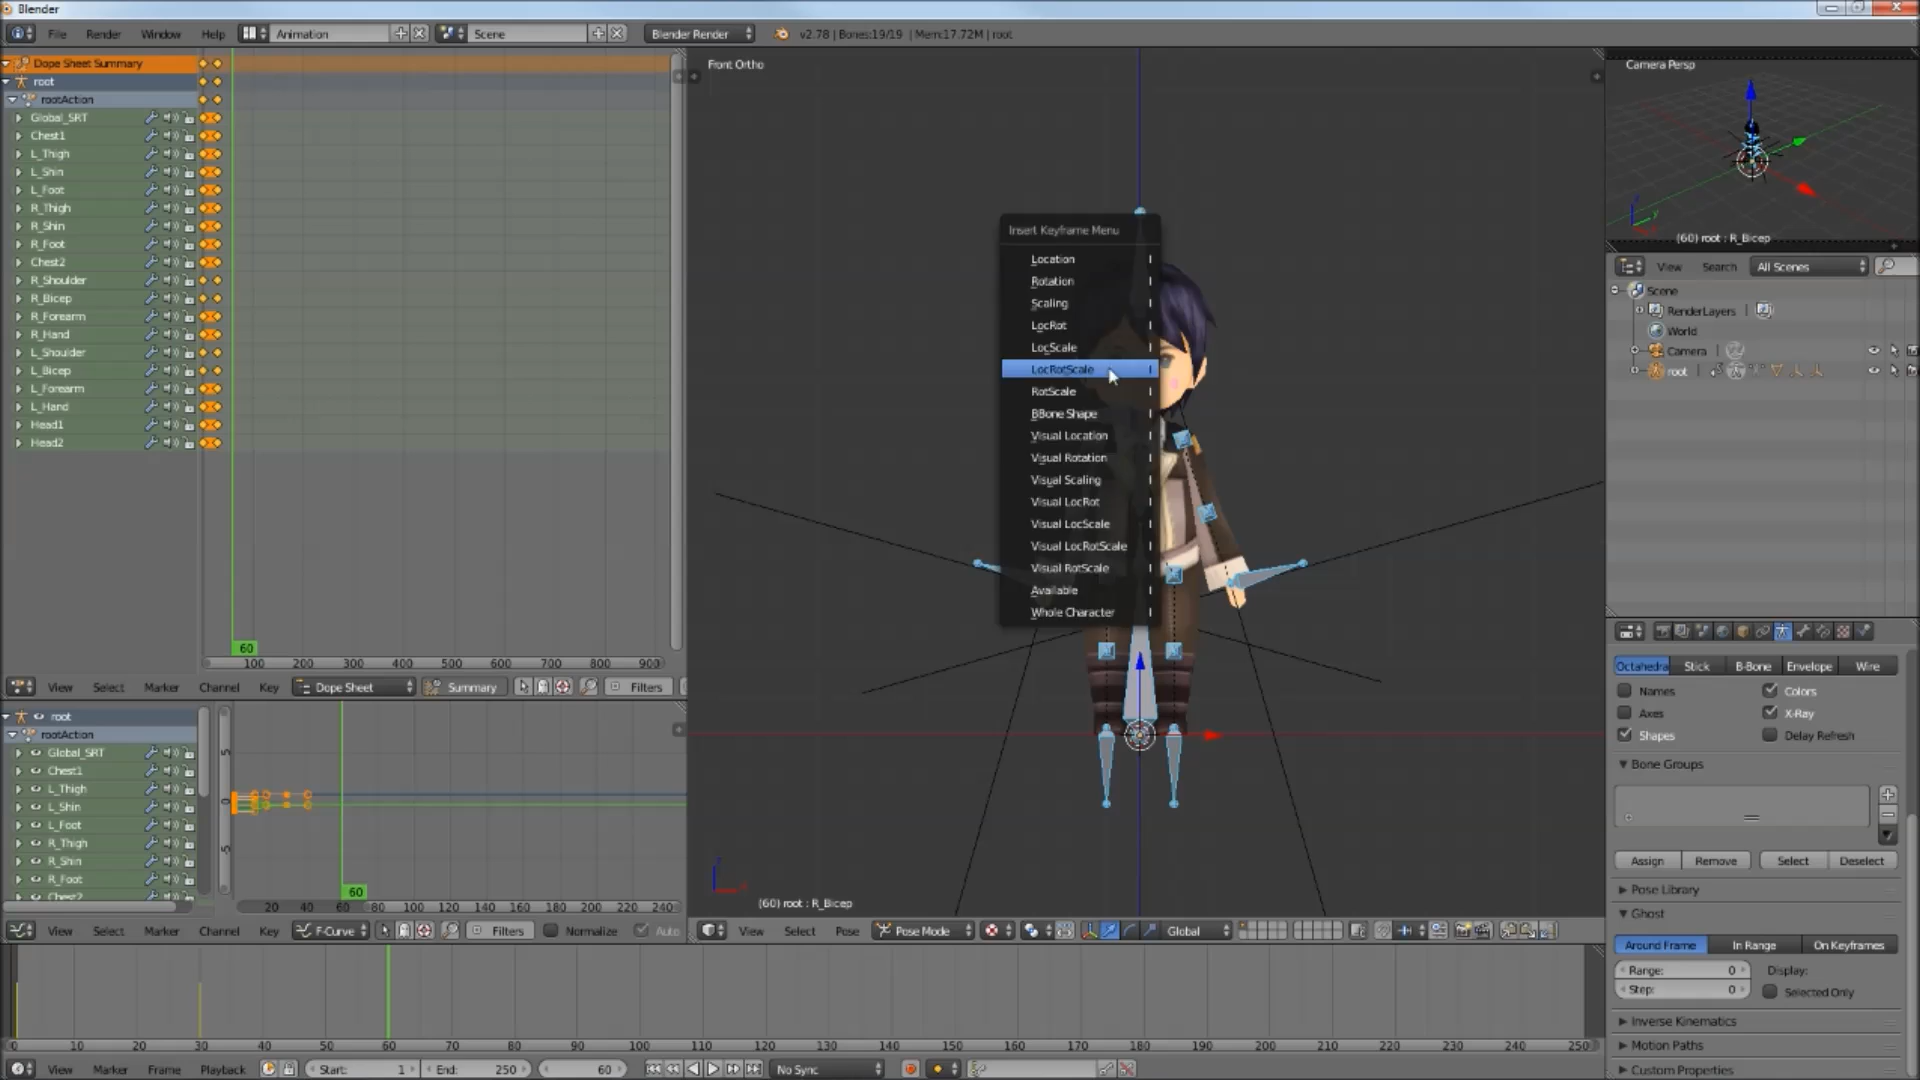 Blender
File Render Window Help Animation Scene Blender Render v2.78 | Bones:19/19 | Mem:17.72M | root
Dope Sheet Summary
root
rootAction
Global_SRT
Chest1
L_Thigh
L_Shin
L_Foot
R_Thigh
R_Shin
R_Foot
Chest2
R_Shoulder
R_Bicep
R_Forearm
R_Hand
L_Shoulder
L_Bicep
L_Forearm
L_Hand
Head1
Head2
60
100 200 300 400 500 600 700 800 900
View Select Marker Channel Key Dope Sheet Summary Filters
root
rootAction
Global_SRT
Chest1
L_Thigh
L_Shin
L_Foot
R_Thigh
R_Shin
R_Foot
Chest2
5
0
-5
60
20 40 60 80 100 120 140 160 180 200 220 240
View Select Marker Channel Key F-Curve Filters Normalize Auto
Front Ortho
Insert Keyframe Menu
Location I
Rotation I
Scaling I
LocRot I
LocScale I
LocRotScale I
RotScale I
BBone Shape I
Visual Location I
Visual Rotation I
Visual Scaling I
Visual LocRot I
Visual LocScale I
Visual LocRotScale I
Visual RotScale I
Available I
Whole Character I
(60) root : R_Bicep
View Select Pose Pose Mode Global
Camera Persp
(60) root : R_Bicep
View Search All Scenes
Scene
RenderLayers
World
Camera
root
Octahedra Stick B-Bone Envelope Wire
Names Colors
Axes X-Ray
Shapes Delay Refresh
Bone Groups
Assign Remove Select Deselect
Pose Library
Ghost
Around Frame In Range On Keyframes
Range: 0 Display:
Step: 0 Selected Only
Inverse Kinematics
Motion Paths
Custom Properties
0 10 20 30 40 50 60 70 80 90 100 110 120 130 140 150 160 170 180 190 200 210 220 230 240 250
View Marker Frame Playback Start: 1 End: 250 60 No Sync